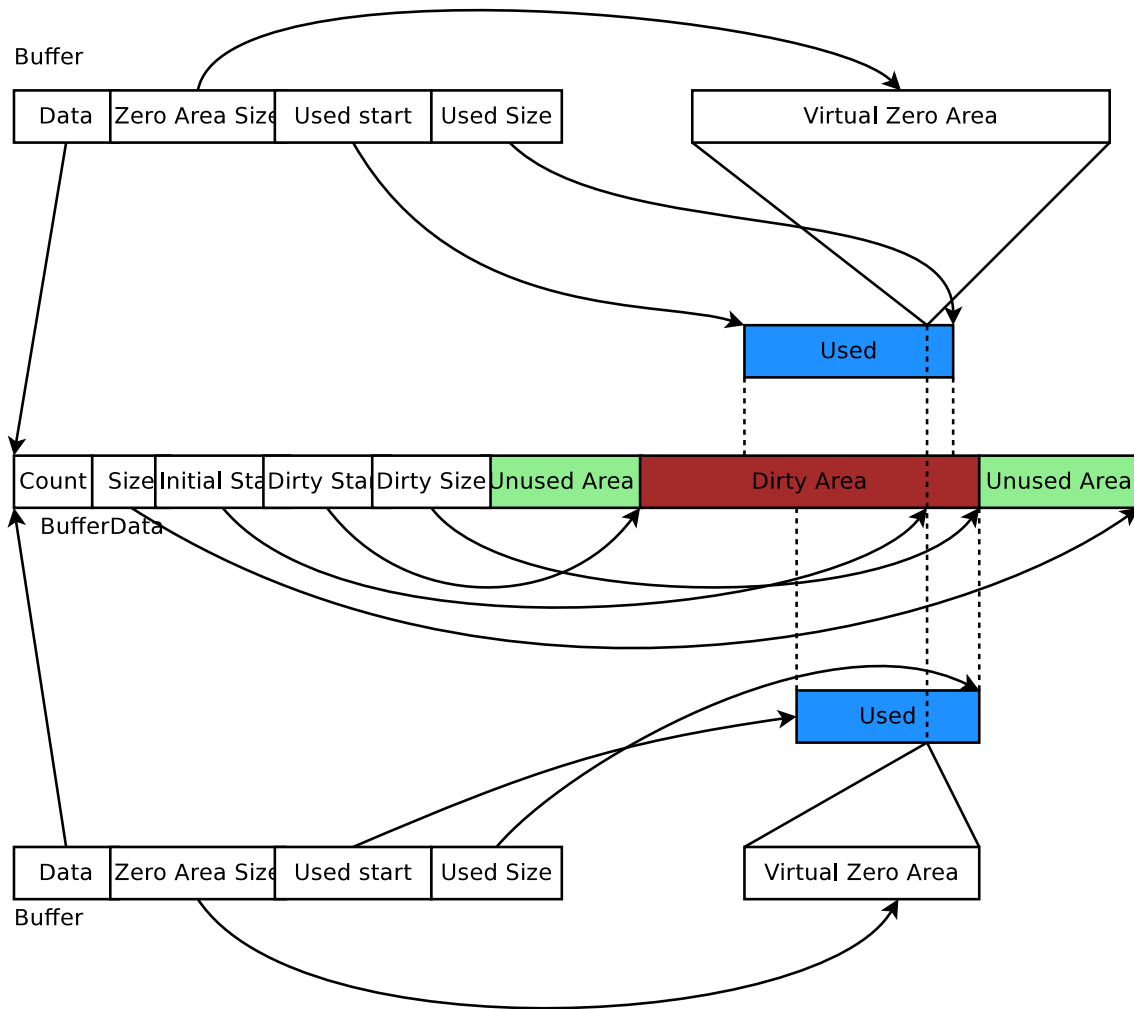 Buffer
Data Zero Area Size Used start Used Size Virtual Zero Area
Used
Count Size Initial Sta Dirty Star Dirty Size Unused Area Dirty Area Unused Area
BufferData
Used
Data Zero Area Size Used start Used Size Virtual Zero Area
Buffer